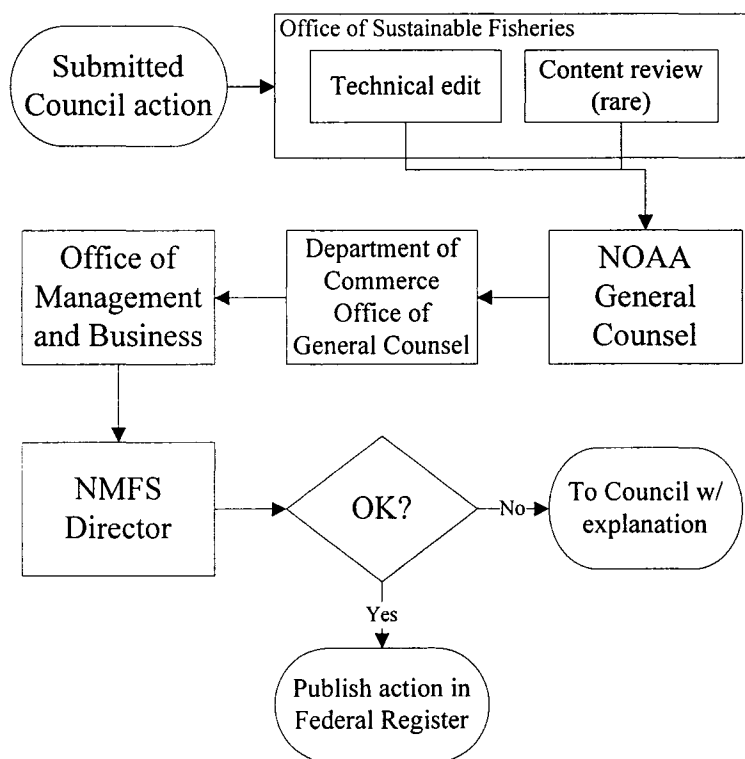 Office of Sustainable Fisheries
Submitted
Council action
Technical edit
Content review
(rare)
Office of
Management
and Business
Department of
Commerce
Office of
General Counsel
NOAA
General
Counsel
NMFS
Director
OK?
No
To Council w/
explanation
Yes
Publish action in
Federal Register